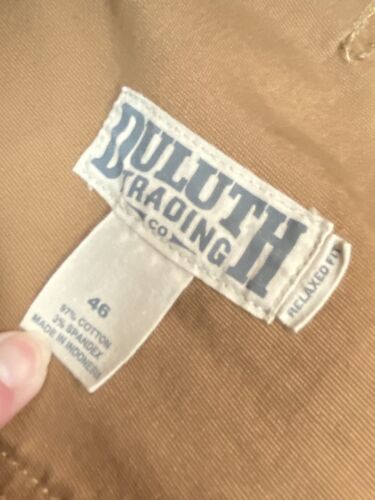 DULUTH
TRADING
CO
RELAXED FIT
46
97% COTTON
3% SPANDEX
MADE IN INDONESIA